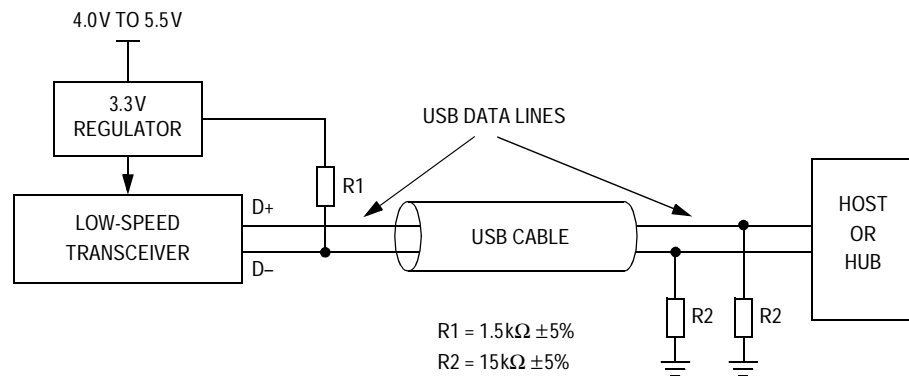 4.0V TO 5.5V
3.3V
REGULATOR
USB DATA LINES
R1
D+
LOW-SPEED
TRANSCEIVER
D–
USB CABLE
HOST
OR
HUB
R2
R2
R1 = 1.5kΩ ±5%
R2 = 15kΩ ±5%